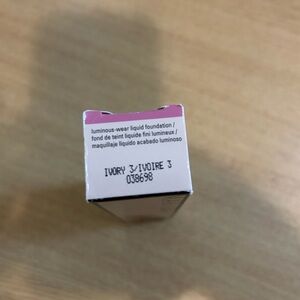 luminous-wear liquid foundation /
fond de teint liquide fini lumineux /
maquillaje líquido acabado luminoso
IVORY 3/IVOIRE 3
038698